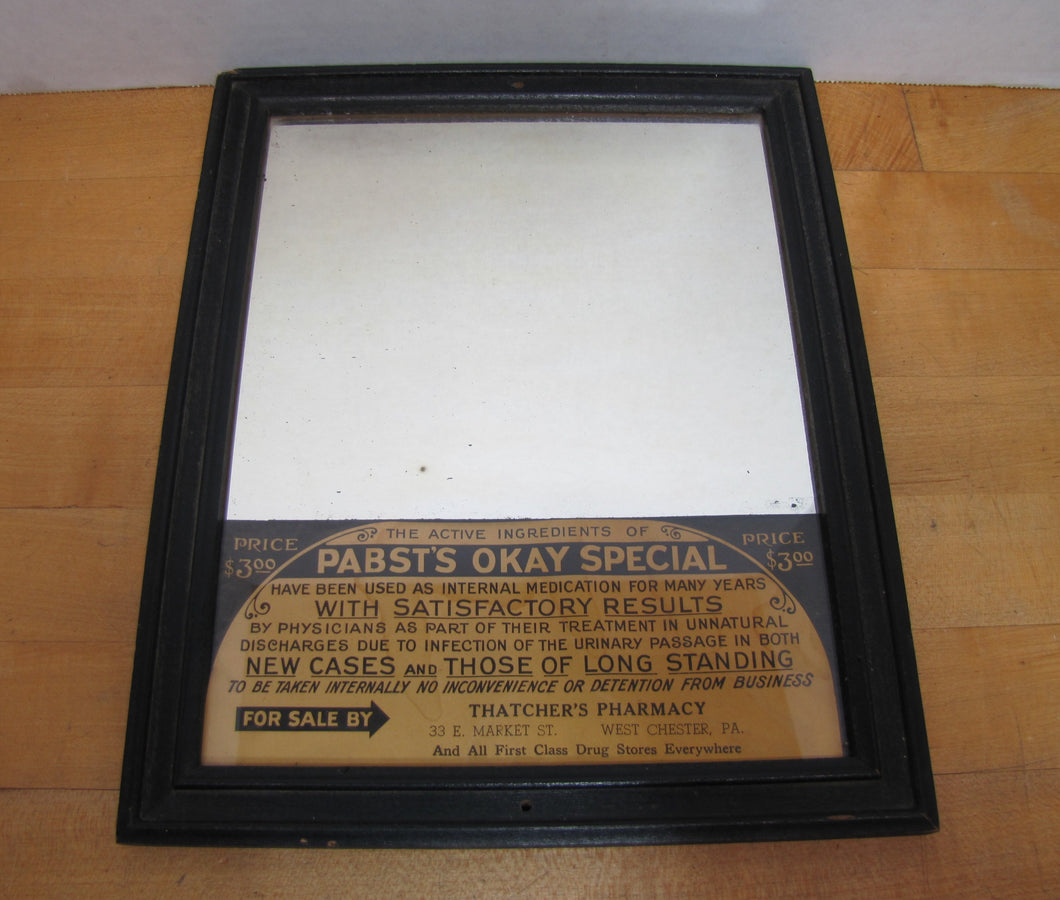 THE ACTIVE INGREDIENTS OF
PRICE
$3.00
PABST'S OKAY SPECIAL
PRICE
$3.00
HAVE BEEN USED AS INTERNAL MEDICATION FOR MANY YEARS
WITH SATISFACTORY RESULTS
BY PHYSICIANS AS PART OF THEIR TREATMENT IN UNNATURAL
DISCHARGES DUE TO INFECTION OF THE URINARY PASSAGE IN BOTH
NEW CASES AND THOSE OF LONG STANDING
TO BE TAKEN INTERNALLY NO INCONVENIENCE OR DETENTION FROM BUSINESS
FOR SALE BY
THATCHER'S PHARMACY
33 E. MARKET ST. WEST CHESTER, PA.
And All First Class Drug Stores Everywhere